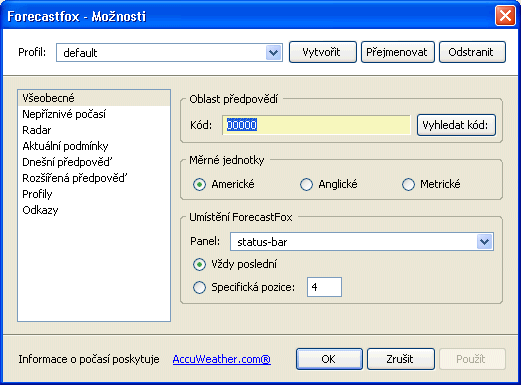 Forecastfox - Možnosti
Profil: default Vytvořit Přejmenovat Odstranit
Všeobecné
Nepříznivé počasí
Radar
Aktuální podmínky
Dnešní předpověď
Rozšířená předpověď
Profily
Odkazy
Oblast předpovědí
Kód: 00000 Vyhledat kód:
Měrné jednotky
Americké Anglické Metrické
Umístění ForecastFox
Panel: status-bar
Vždy poslední
Specifická pozice: 4
Informace o počasí poskytuje AccuWeather.com® OK Zrušit Použít